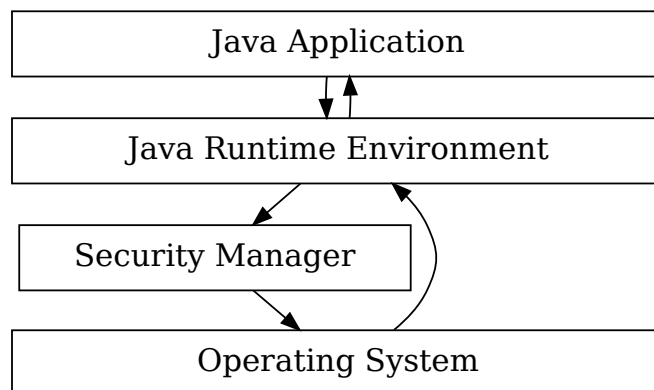 Java Application
Java Runtime Environment
Security Manager
Operating System